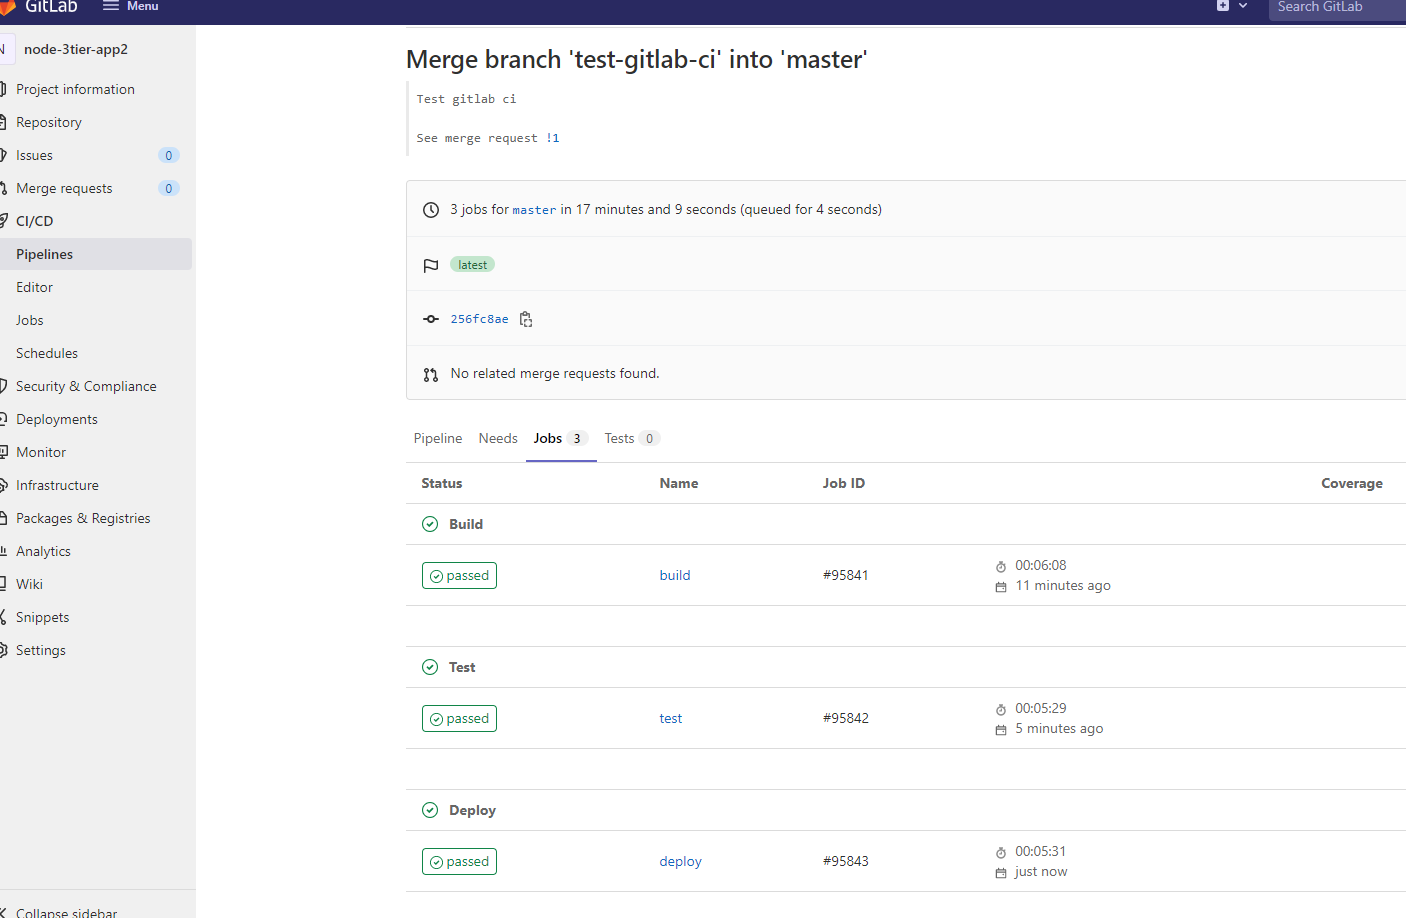 GitLab
Menu
Search GitLab
N
node-3tier-app2
Project information
Repository
Issues 0
Merge requests 0
CI/CD
Pipelines
Editor
Jobs
Schedules
Security & Compliance
Deployments
Monitor
Infrastructure
Packages & Registries
Analytics
Wiki
Snippets
Settings
Collapse sidebar
Merge branch 'test-gitlab-ci' into 'master'
Test gitlab ci
See merge request !1
3 jobs for master in 17 minutes and 9 seconds (queued for 4 seconds)
latest
256fc8ae
No related merge requests found.
Pipeline Needs Jobs 3 Tests 0
Status Name Job ID Coverage
Build
passed build #95841 00:06:08
11 minutes ago
Test
passed test #95842 00:05:29
5 minutes ago
Deploy
passed deploy #95843 00:05:31
just now